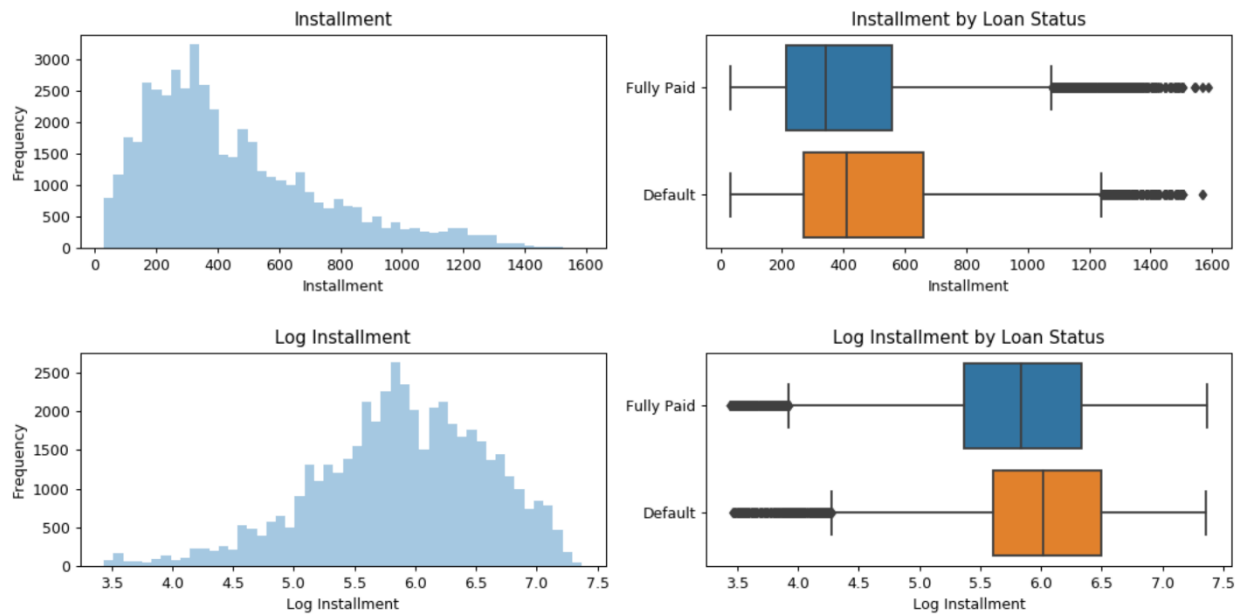 Installment
Frequency
3000
2500
2000
1500
1000
500
0
0 200 400 600 800 1000 1200 1400 1600
Installment
Installment by Loan Status
Fully Paid
Default
0 200 400 600 800 1000 1200 1400 1600
Installment
Log Installment
Frequency
2500
2000
1500
1000
500
0
3.5 4.0 4.5 5.0 5.5 6.0 6.5 7.0 7.5
Log Installment
Log Installment by Loan Status
Fully Paid
Default
3.5 4.0 4.5 5.0 5.5 6.0 6.5 7.0 7.5
Log Installment